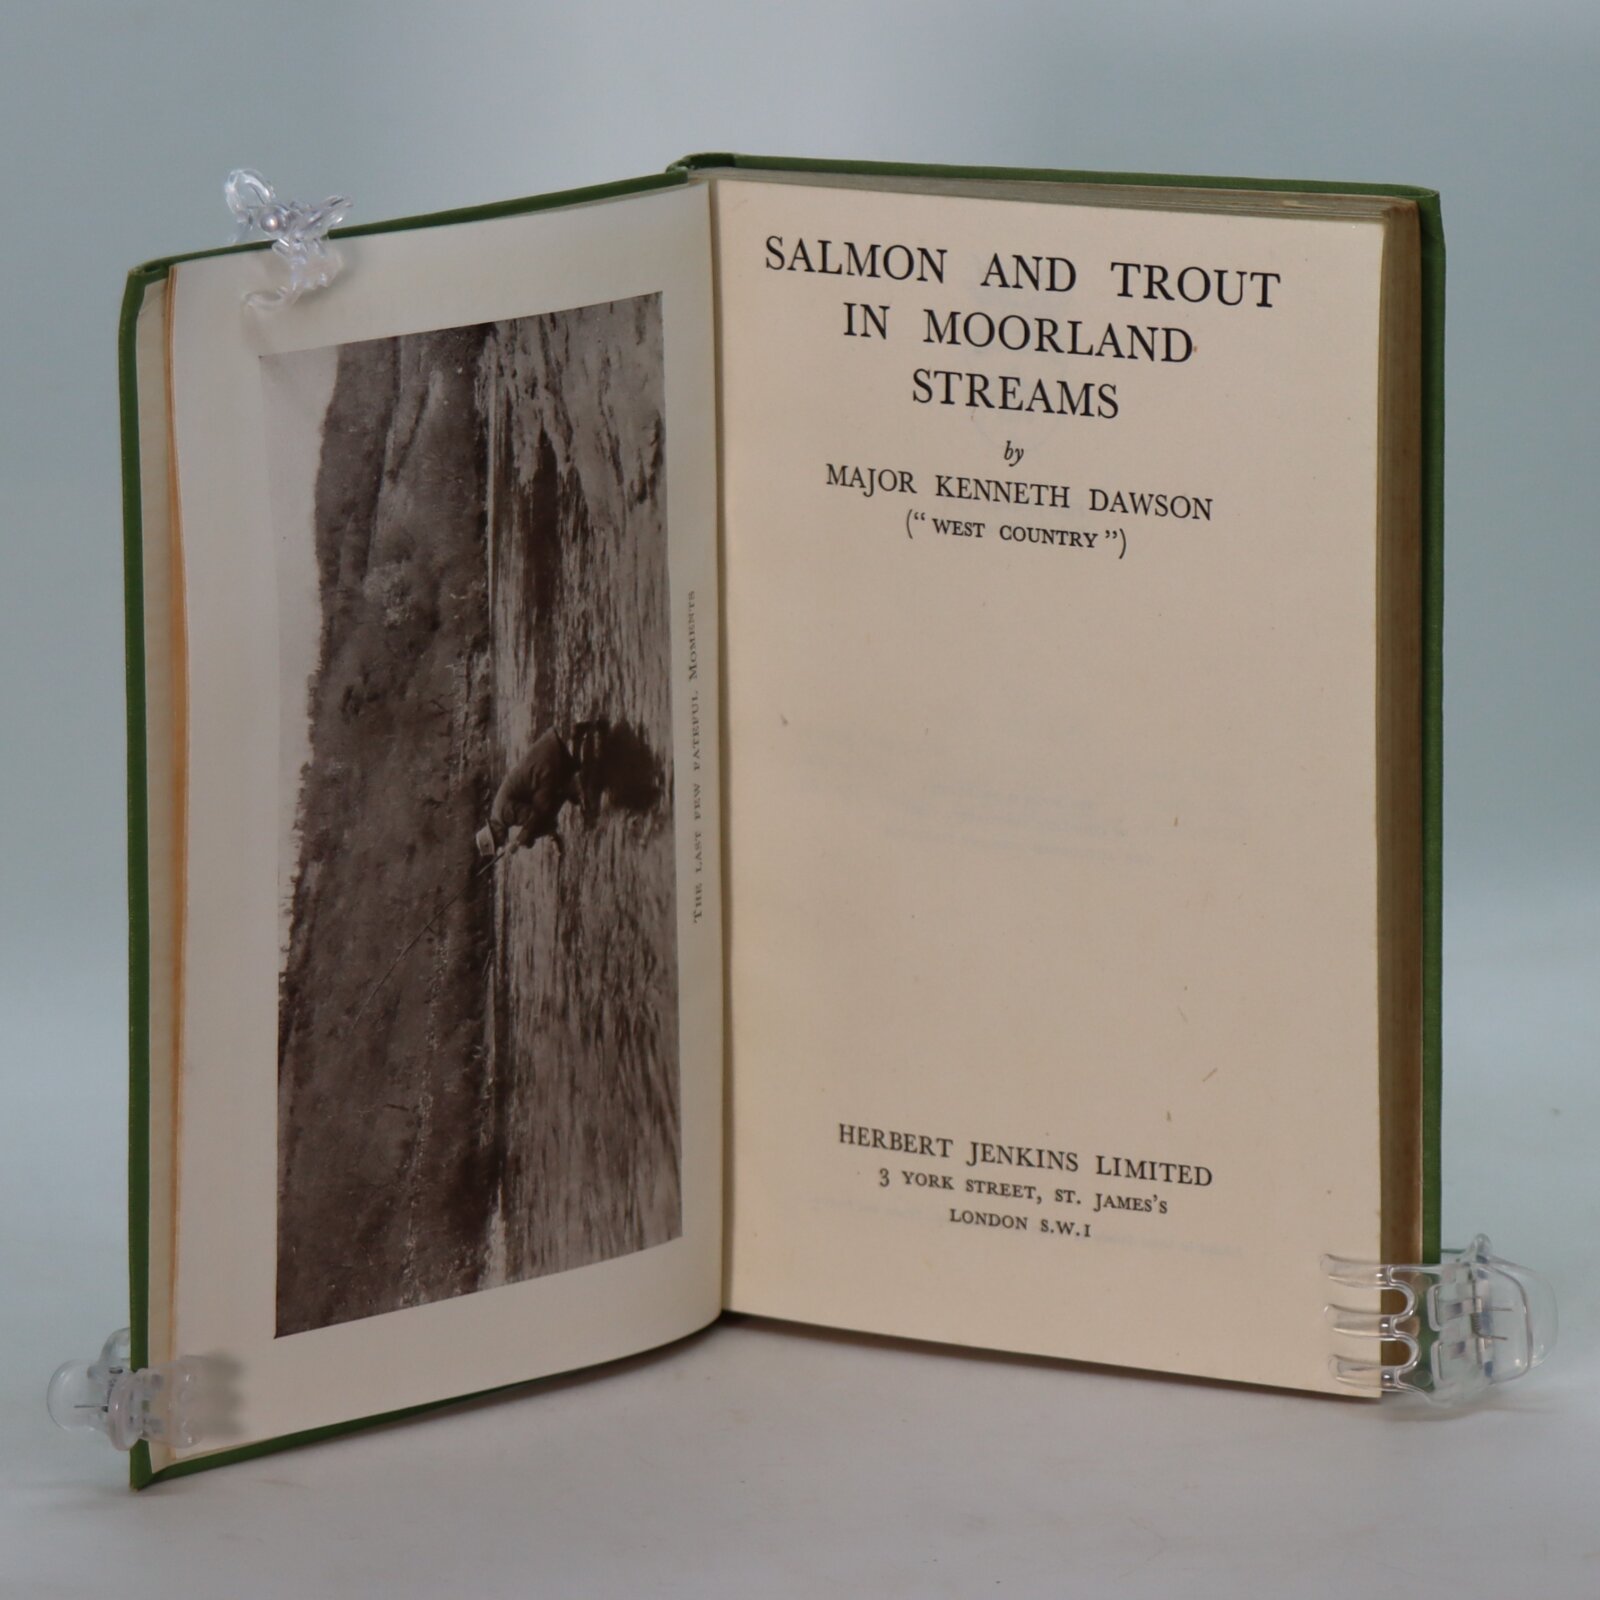 THE LAST FEW FATEFUL MOMENTS
SALMON AND TROUT
IN MOORLAND
STREAMS
by
MAJOR KENNETH DAWSON
(“WEST COUNTRY”)
HERBERT JENKINS LIMITED
3 YORK STREET, ST. JAMES'S
LONDON S.W.1